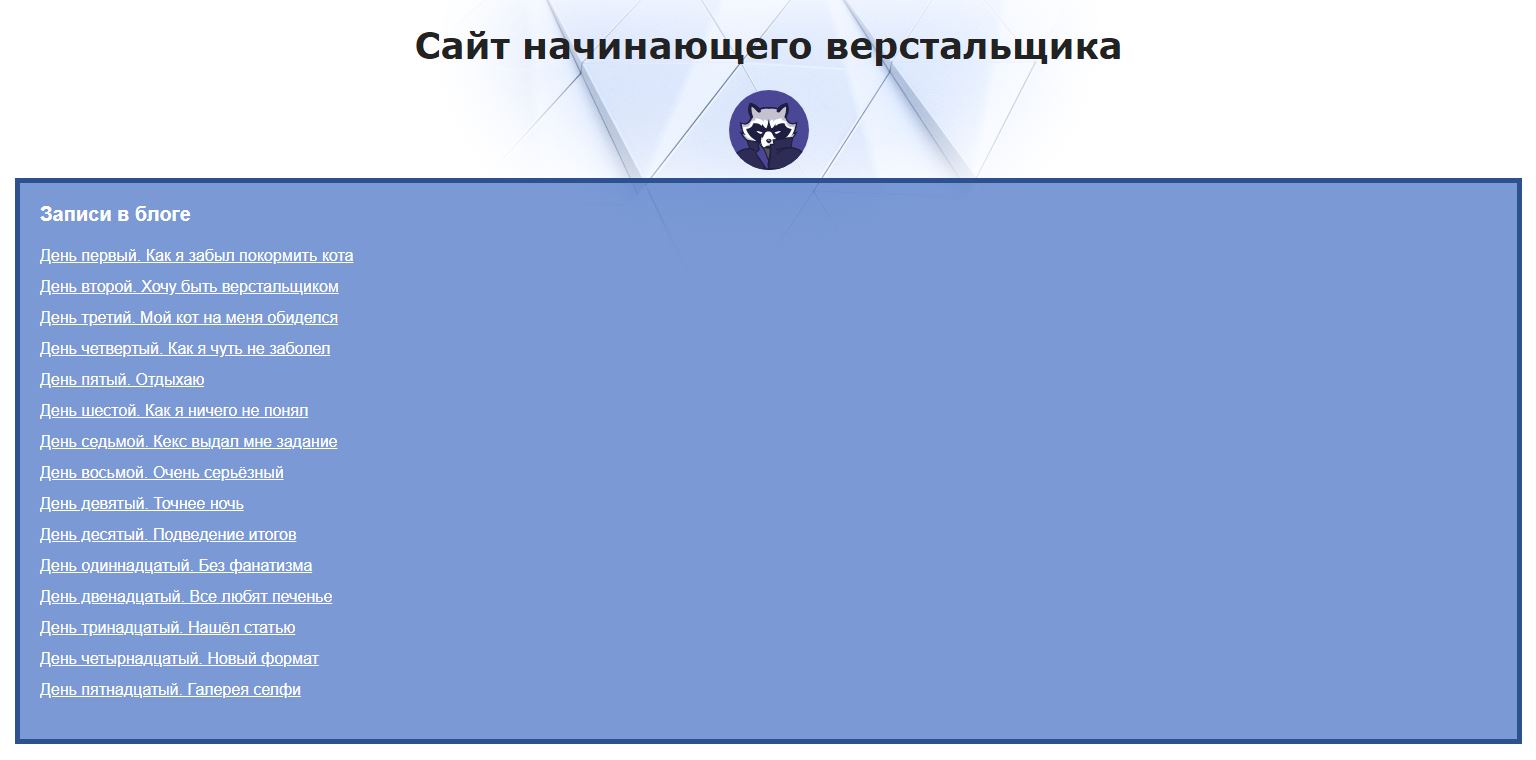 Сайт начинающего верстальщика
Записи в блоге
День первый. Как я забыл покормить кота
День второй. Хочу быть верстальщиком
День третий. Мой кот на меня обиделся
День четвертый. Как я чуть не заболел
День пятый. Отдыхаю
День шестой. Как я ничего не понял
День седьмой. Кекс выдал мне задание
День восьмой. Очень серьёзный
День девятый. Точнее ночь
День десятый. Подведение итогов
День одиннадцатый. Без фанатизма
День двенадцатый. Все любят печенье
День тринадцатый. Нашёл статью
День четырнадцатый. Новый формат
День пятнадцатый. Галерея селфи